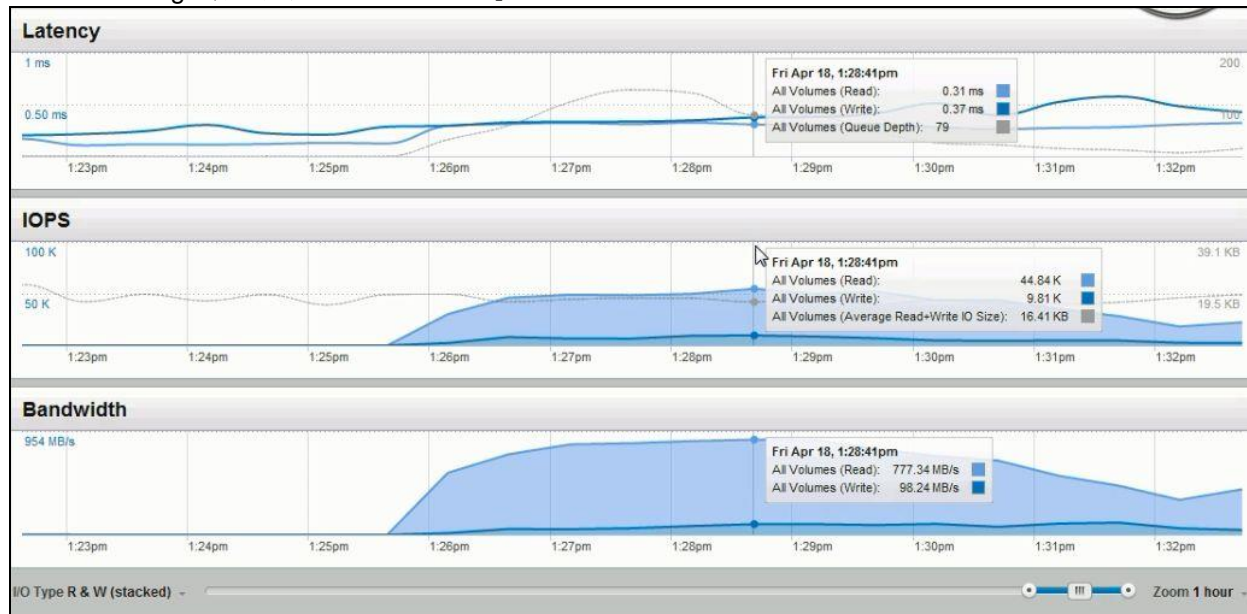 Latency
1 ms
200
0.50 ms
100
Fri Apr 18, 1:28:41pm
All Volumes (Read): 0.31 ms
All Volumes (Write): 0.37 ms
All Volumes (Queue Depth): 79
1:23pm 1:24pm 1:25pm 1:26pm 1:27pm 1:28pm 1:29pm 1:30pm 1:31pm 1:32pm
IOPS
100 K
39.1 KB
50 K
19.5 KB
Fri Apr 18, 1:28:41pm
All Volumes (Read): 44.84 K
All Volumes (Write): 9.81 K
All Volumes (Average Read+Write IO Size): 16.41 KB
1:23pm 1:24pm 1:25pm 1:26pm 1:27pm 1:28pm 1:29pm 1:30pm 1:31pm 1:32pm
Bandwidth
954 MB/s
Fri Apr 18, 1:28:41pm
All Volumes (Read): 777.34 MB/s
All Volumes (Write): 98.24 MB/s
1:23pm 1:24pm 1:25pm 1:26pm 1:27pm 1:28pm 1:29pm 1:30pm 1:31pm 1:32pm
I/O Type R & W (stacked) Zoom 1 hour